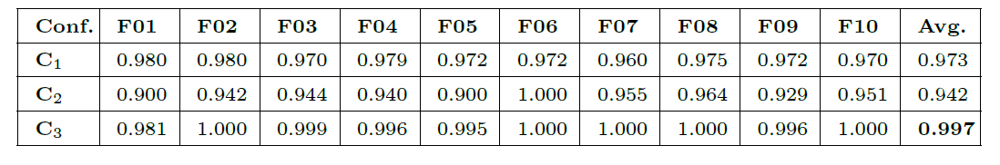 Conf. F01 F02 F03 F04 F05 F06 F07 F08 F09 F10 Avg.
C₁ 0.980 0.980 0.970 0.979 0.972 0.972 0.960 0.975 0.972 0.970 0.973
C₂ 0.900 0.942 0.944 0.940 0.900 1.000 0.955 0.964 0.929 0.951 0.942
C₃ 0.981 1.000 0.999 0.996 0.995 1.000 1.000 1.000 0.996 1.000 0.997